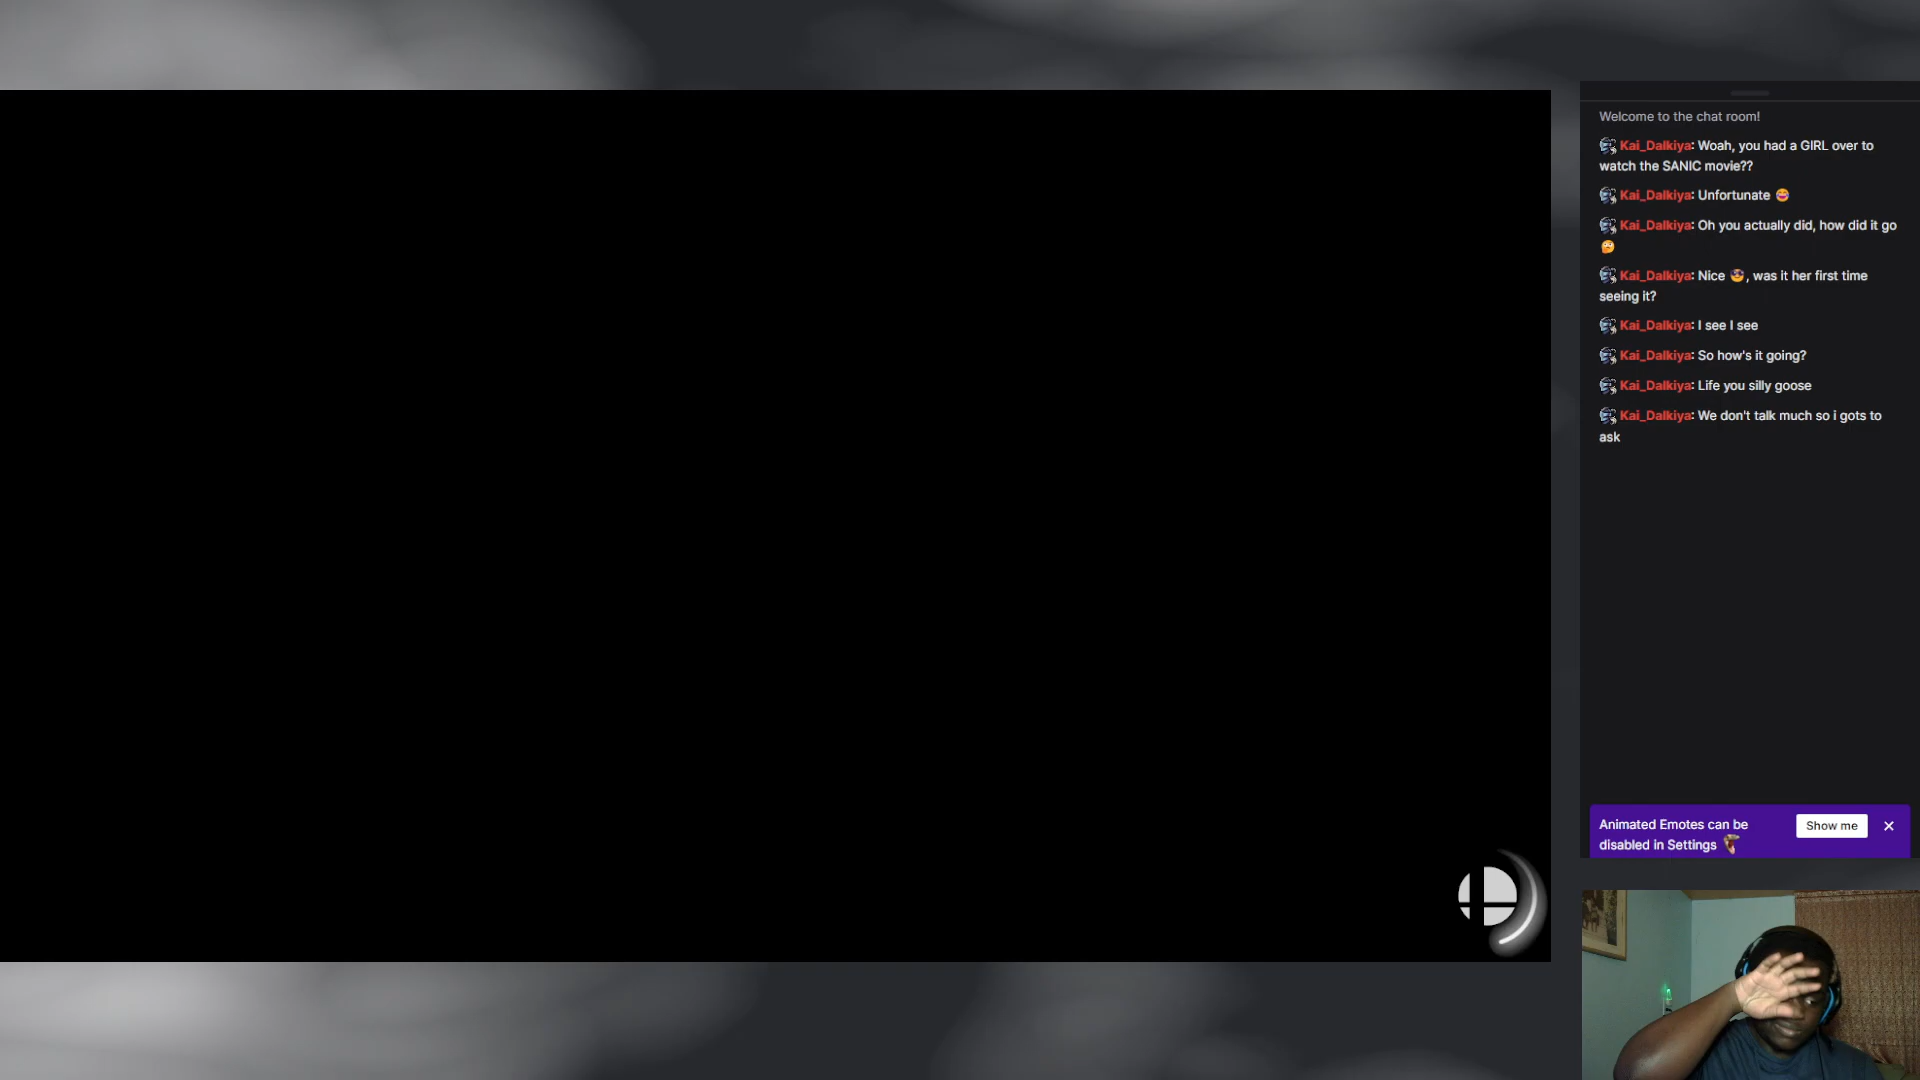 Welcome to the chat room!
Kai_Dalkiya: Woah, you had a GIRL over to
watch the SANIC movie??
Kai_Dalkiya: Unfortunate
Kai_Dalkiya: Oh you actually did, how did it go
Kai_Dalkiya: Nice , was it her first time
seeing it?
Kai_Dalkiya: I see I see
Kai_Dalkiya: So how's it going?
Kai_Dalkiya: Life you silly goose
Kai_Dalkiya: We don't talk much so i gots to
ask
Animated Emotes can be
disabled in Settings
Show me